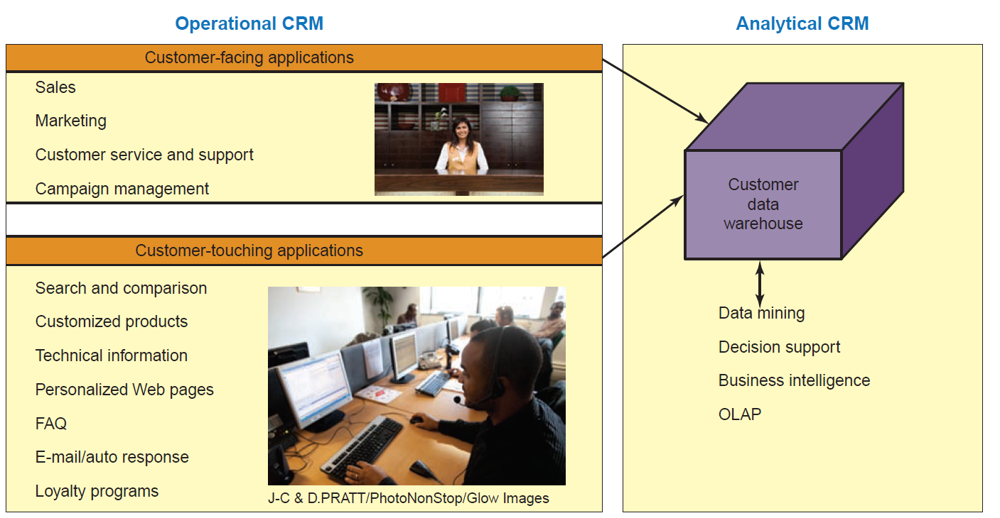 Operational CRM
Analytical CRM
Customer-facing applications
Sales
Marketing
Customer service and support
Campaign management
Customer-touching applications
Search and comparison
Customized products
Technical information
Personalized Web pages
FAQ
E-mail/auto response
Loyalty programs
J-C & D.PRATT/PhotoNonStop/Glow Images
Customer
data
warehouse
Data mining
Decision support
Business intelligence
OLAP